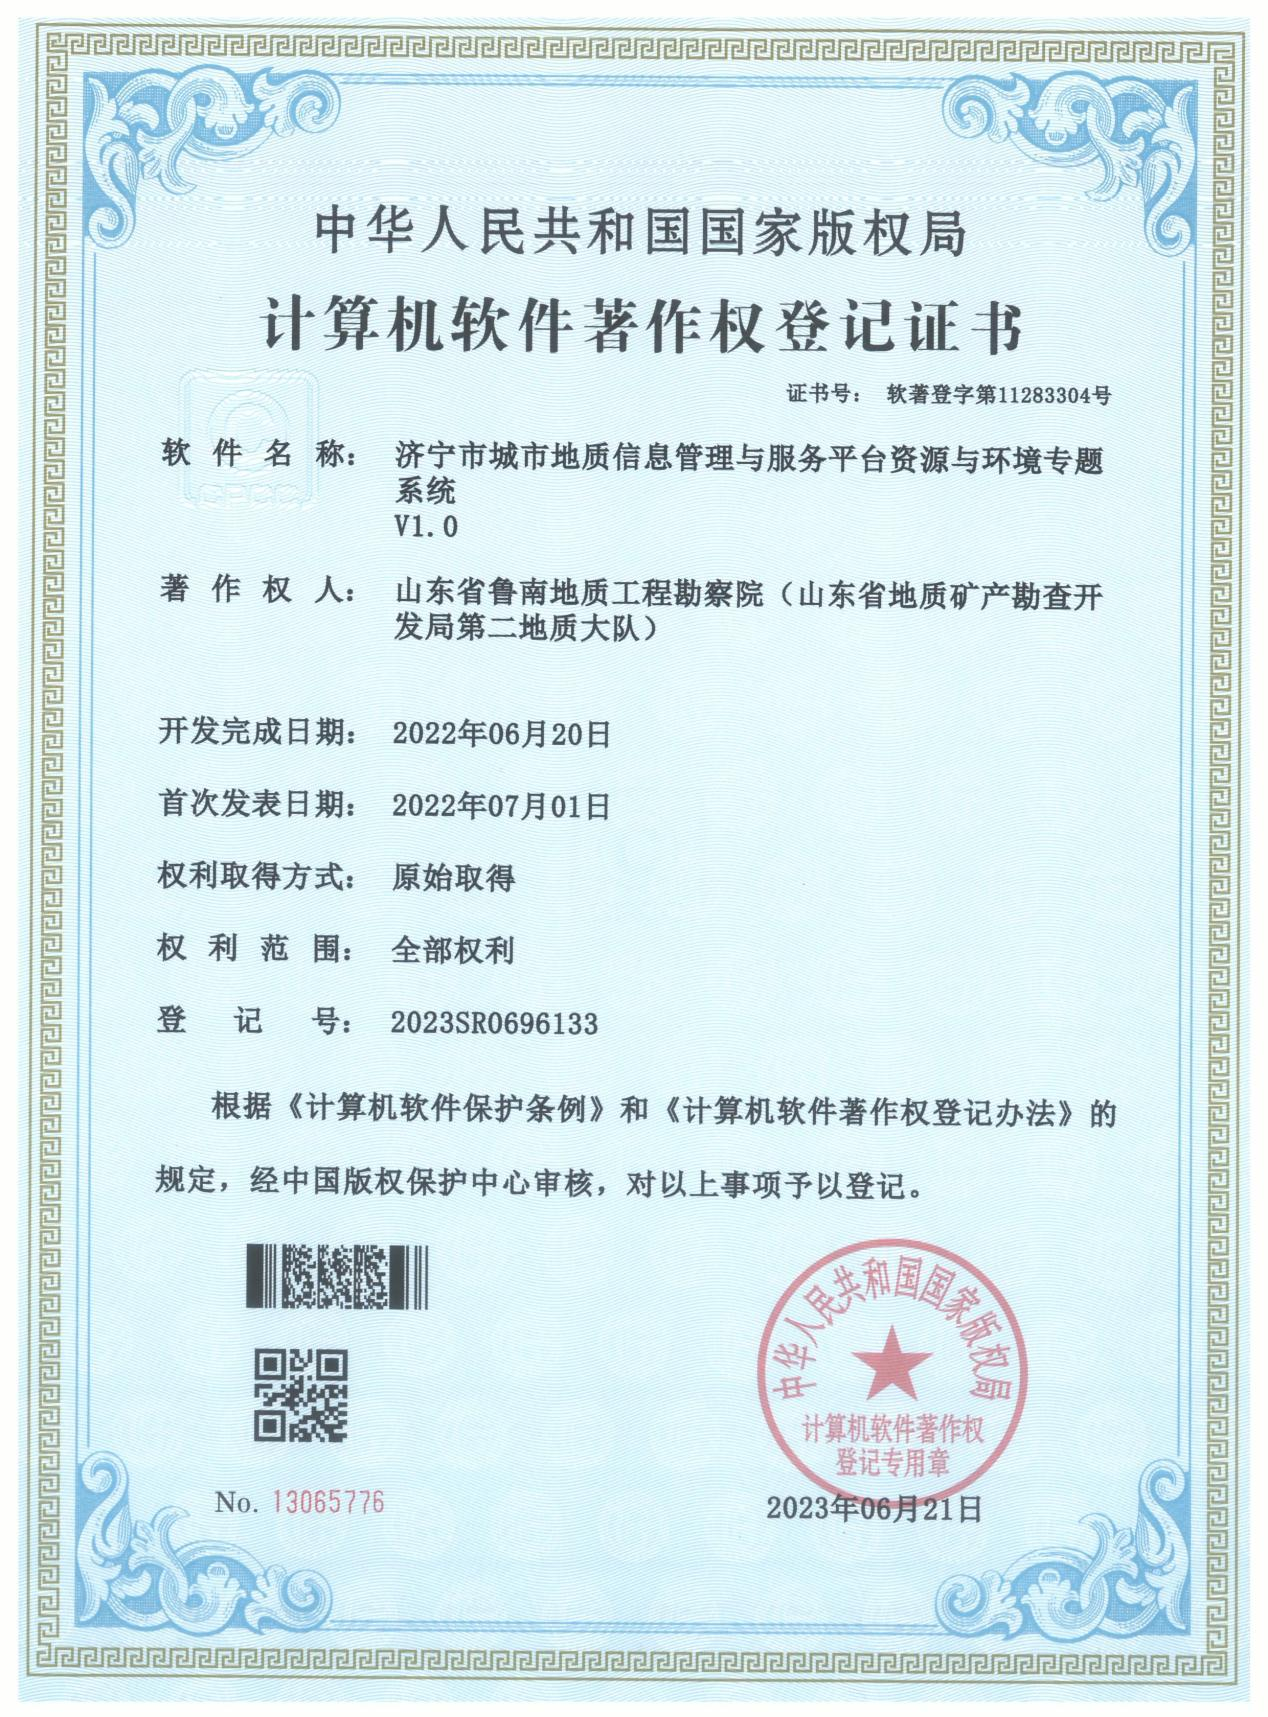 中华人民共和国国家版权局
计算机软件著作权登记证书
证书号： 软著登字第11283304号
CPCC
软件名称： 济宁市城市地质信息管理与服务平台资源与环境专题
系统
V1.0
著作权人： 山东省鲁南地质工程勘察院（山东省地质矿产勘查开
发局第二地质大队）
开发完成日期： 2022年06月20日
首次发表日期： 2022年07月01日
权利取得方式： 原始取得
权利范围： 全部权利
登记号： 2023SR0696133
根据《计算机软件保护条例》和《计算机软件著作权登记办法》的
规定，经中国版权保护中心审核，对以上事项予以登记。
中华人民共和国国家版权局
计算机软件著作权
登记专用章
No. 13065776
2023年06月21日